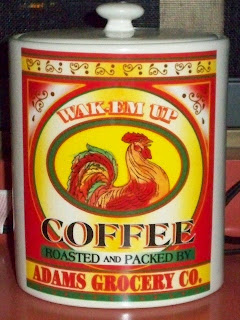 WAK-EM UP
COFFEE
ROASTED AND PACKED BY
ADAMS GROCERY CO.